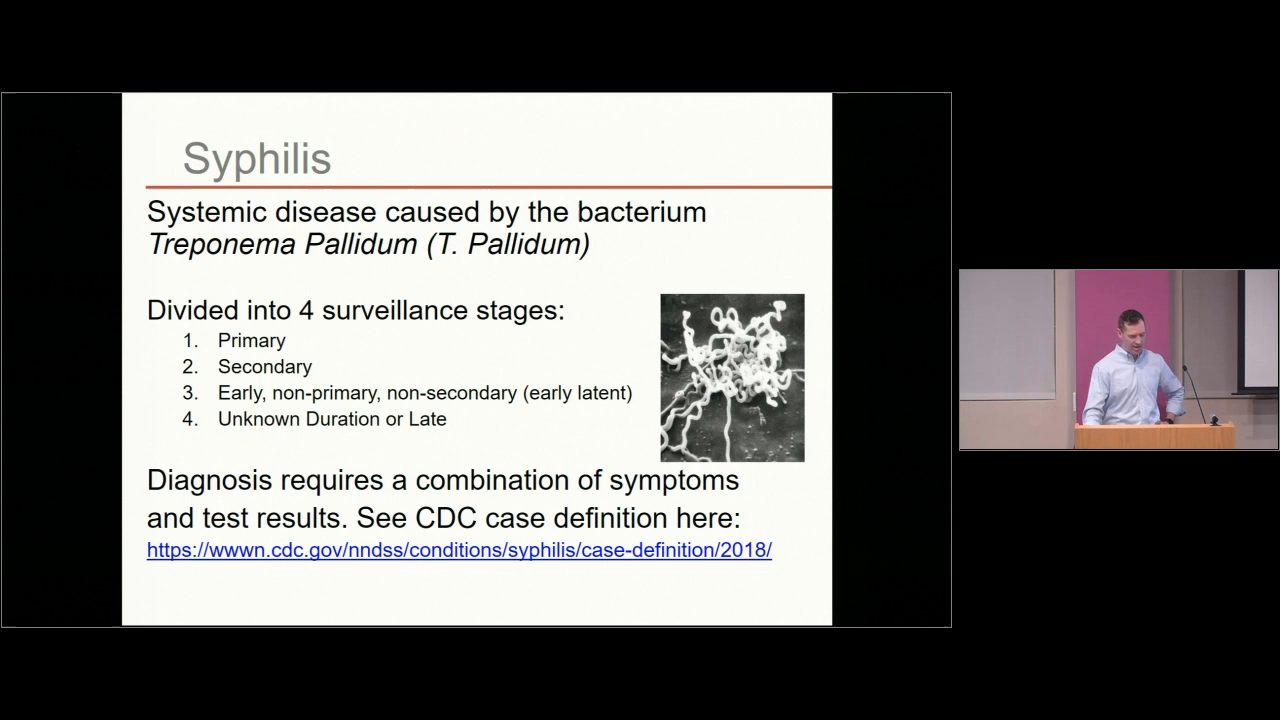 Syphilis
Systemic disease caused by the bacterium
Treponema Pallidum (T. Pallidum)
Divided into 4 surveillance stages:
1. Primary
2. Secondary
3. Early, non-primary, non-secondary (early latent)
4. Unknown Duration or Late
Diagnosis requires a combination of symptoms
and test results. See CDC case definition here:
https://wwwn.cdc.gov/nndss/conditions/syphilis/case-definition/2018/